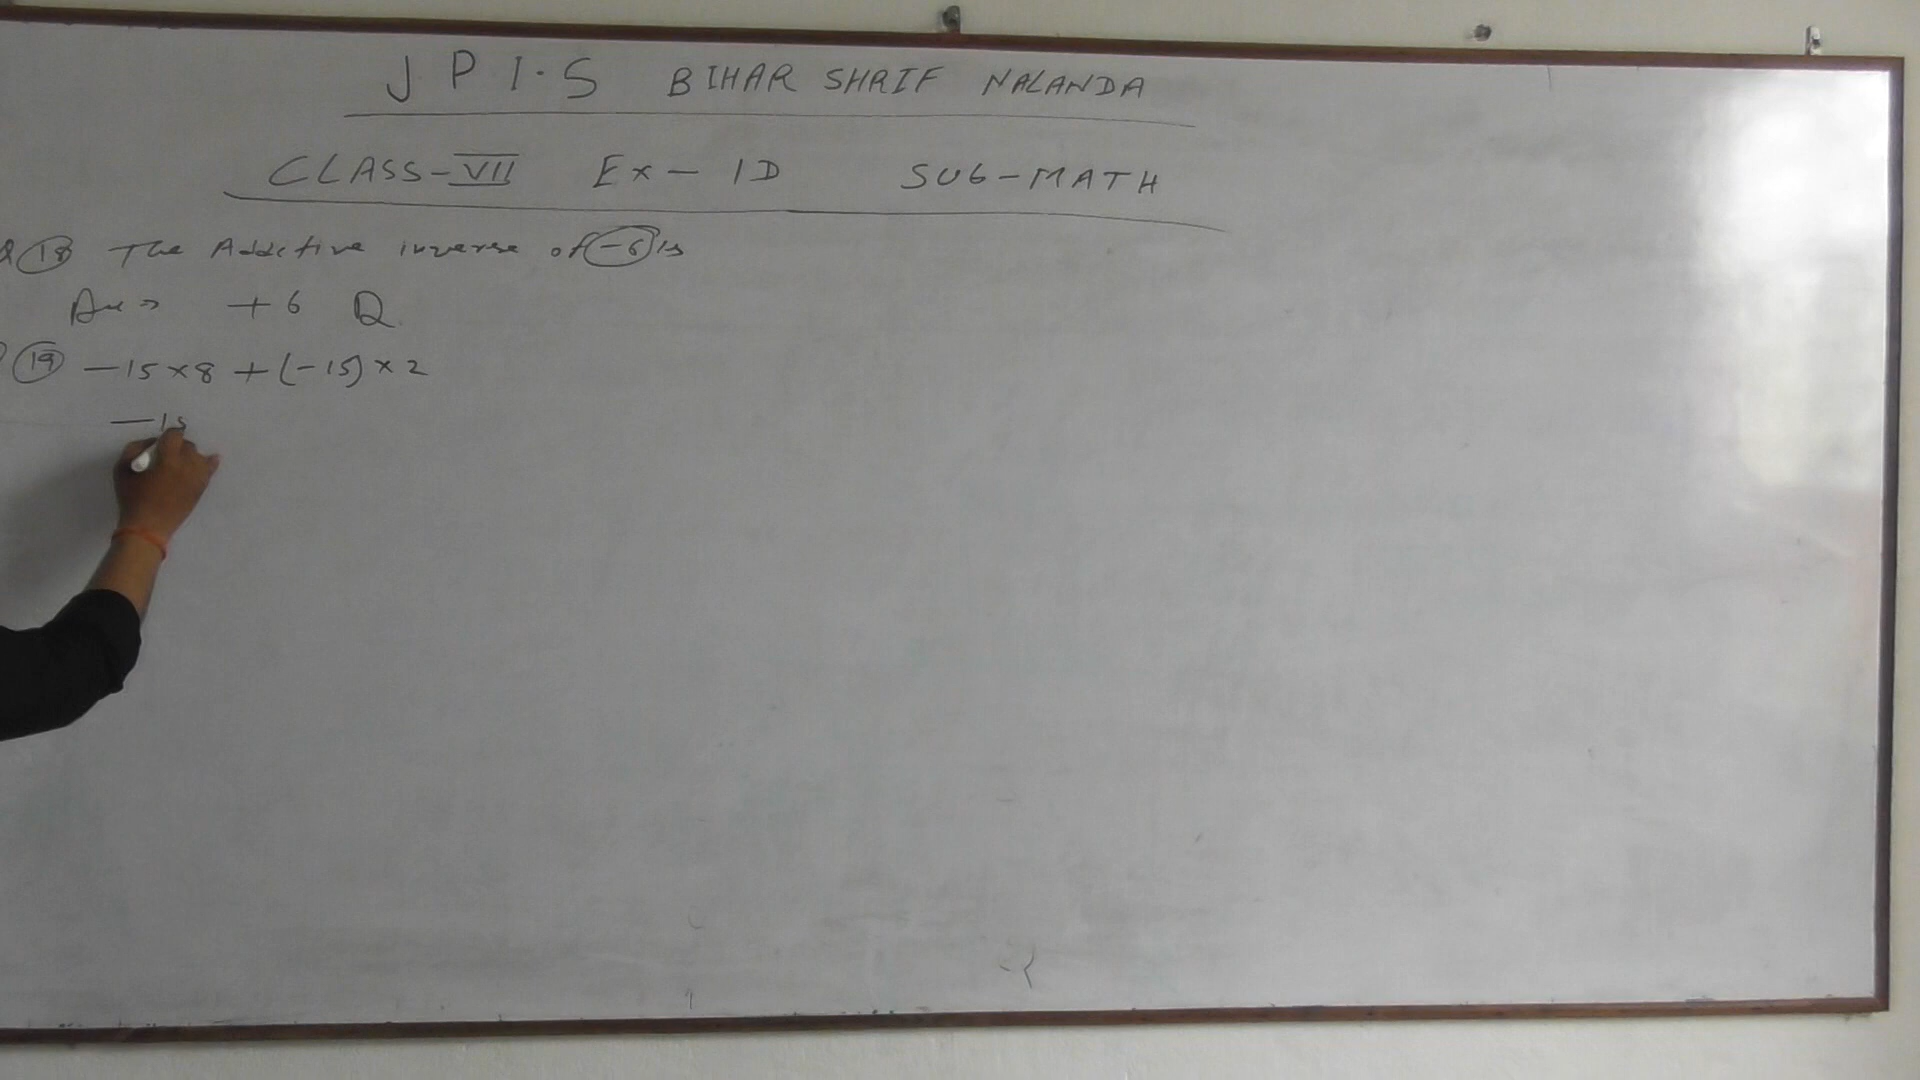 J P I.S BIHAR SHRIF NALANDA
CLASS-VII EX-1D SUB-MATH
Q 18 The Additive inverse of -6 is
Ans → +6 Q.
19 -15×8+(-15)×2
-15